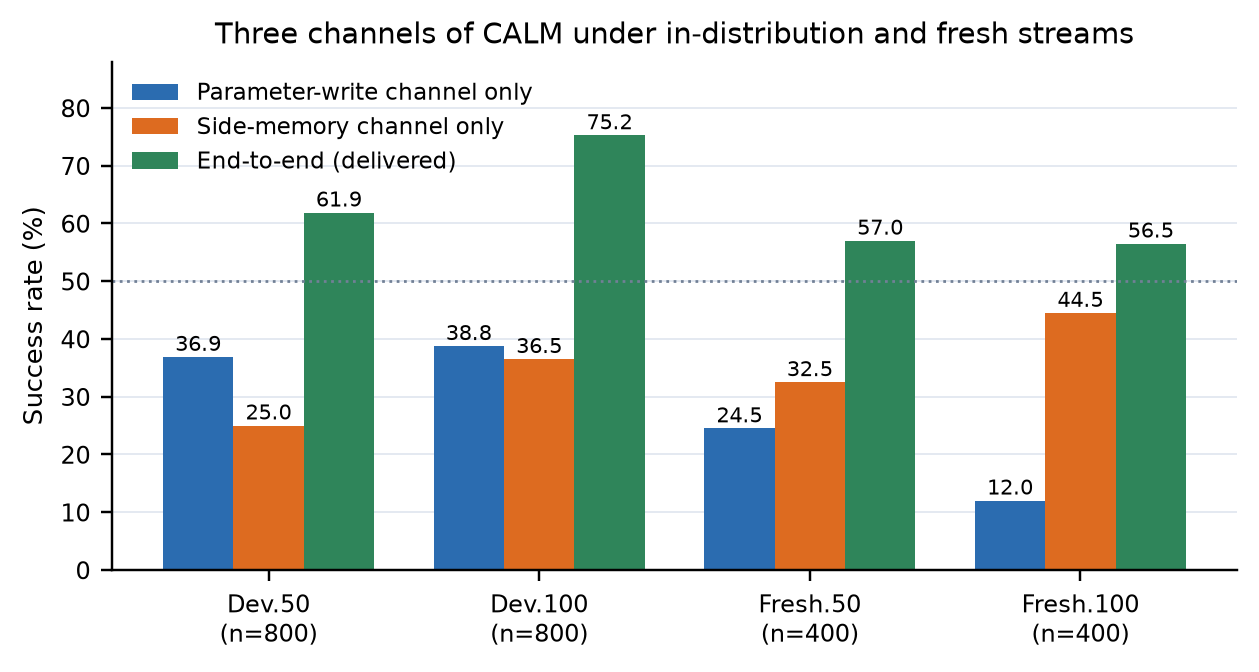 Three channels of CALM under in-distribution and fresh streams
Parameter-write channel only
Side-memory channel only
End-to-end (delivered)
Success rate (%)
80
70
60
50
40
30
20
10
0
36.9
25.0
61.9
38.8
36.5
75.2
24.5
32.5
57.0
12.0
44.5
56.5
Dev.50
(n=800)
Dev.100
(n=800)
Fresh.50
(n=400)
Fresh.100
(n=400)